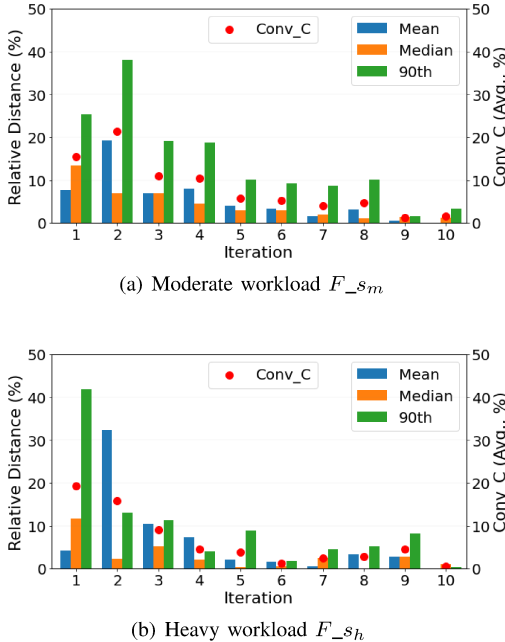 50
40
30
20
10
0
Relative Distance (%)
Conv_C
Mean
Median
90th
50
40
30
20
10
0
Conv_C (Avg., %)
1 2 3 4 5 6 7 8 9 10
Iteration
(a) Moderate workload F_s_m
50
40
30
20
10
0
Relative Distance (%)
Conv_C
Mean
Median
90th
50
40
30
20
10
0
Conv_C (Avg., %)
1 2 3 4 5 6 7 8 9 10
Iteration
(b) Heavy workload F_s_h